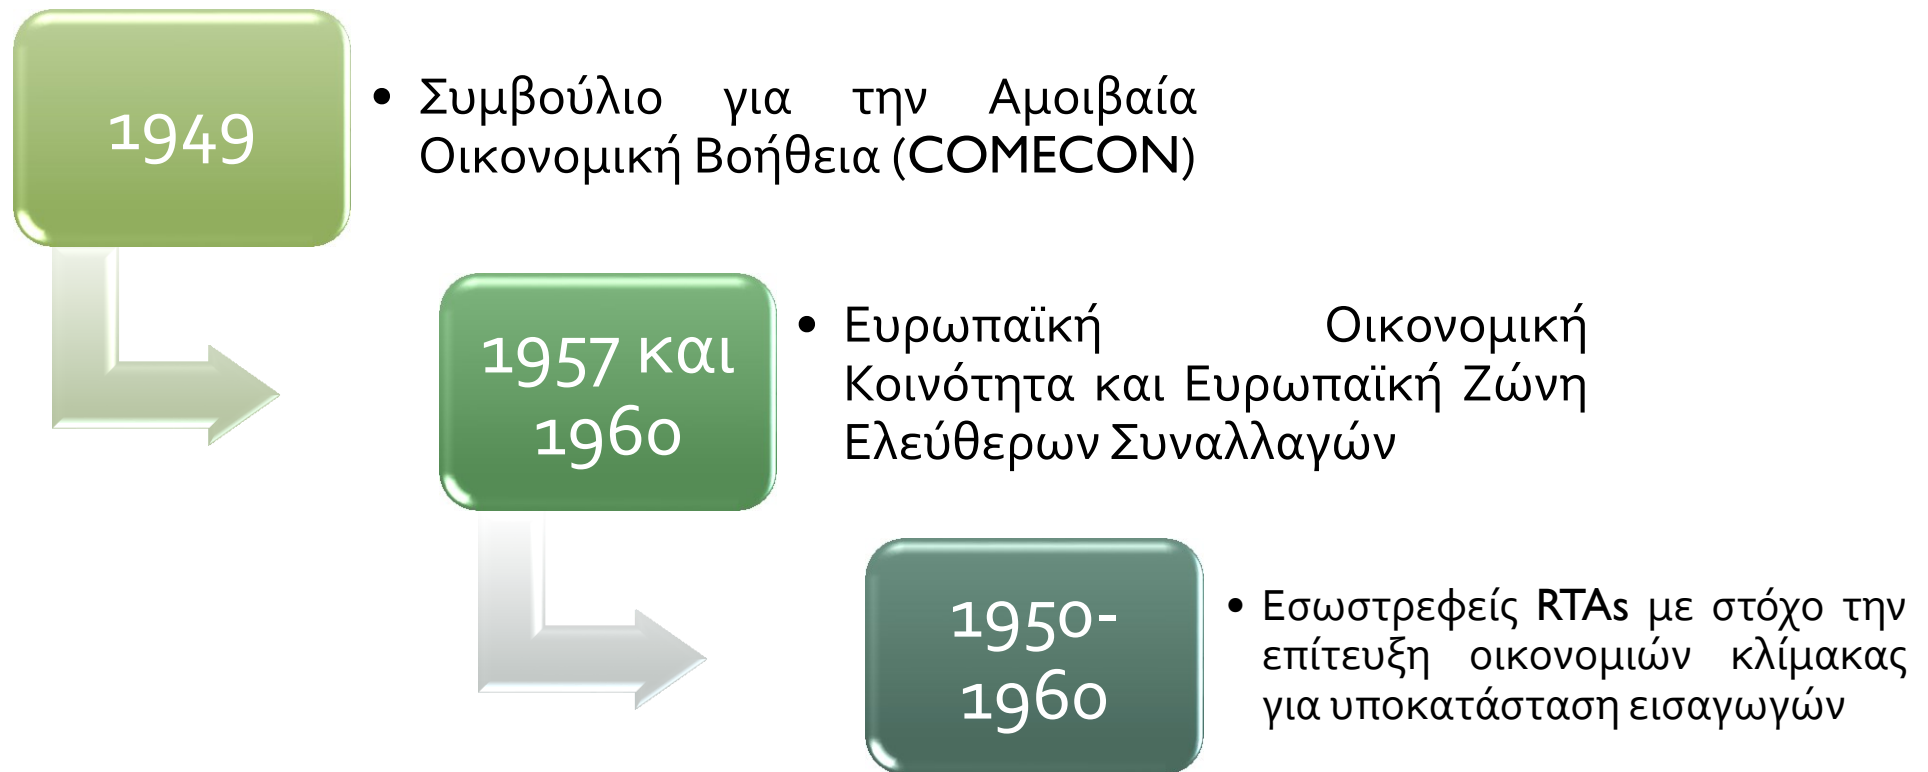 1949
• Συμβούλιο για την Αμοιβαία
Οικονομική Βοήθεια (COMECON)
1957 και
1960
• Ευρωπαϊκή Οικονομική
Κοινότητα και Ευρωπαϊκή Ζώνη
Ελεύθερων Συναλλαγών
1950-
1960
• Εσωστρεφείς RTAs με στόχο την
επίτευξη οικονομιών κλίμακας
για υποκατάσταση εισαγωγών